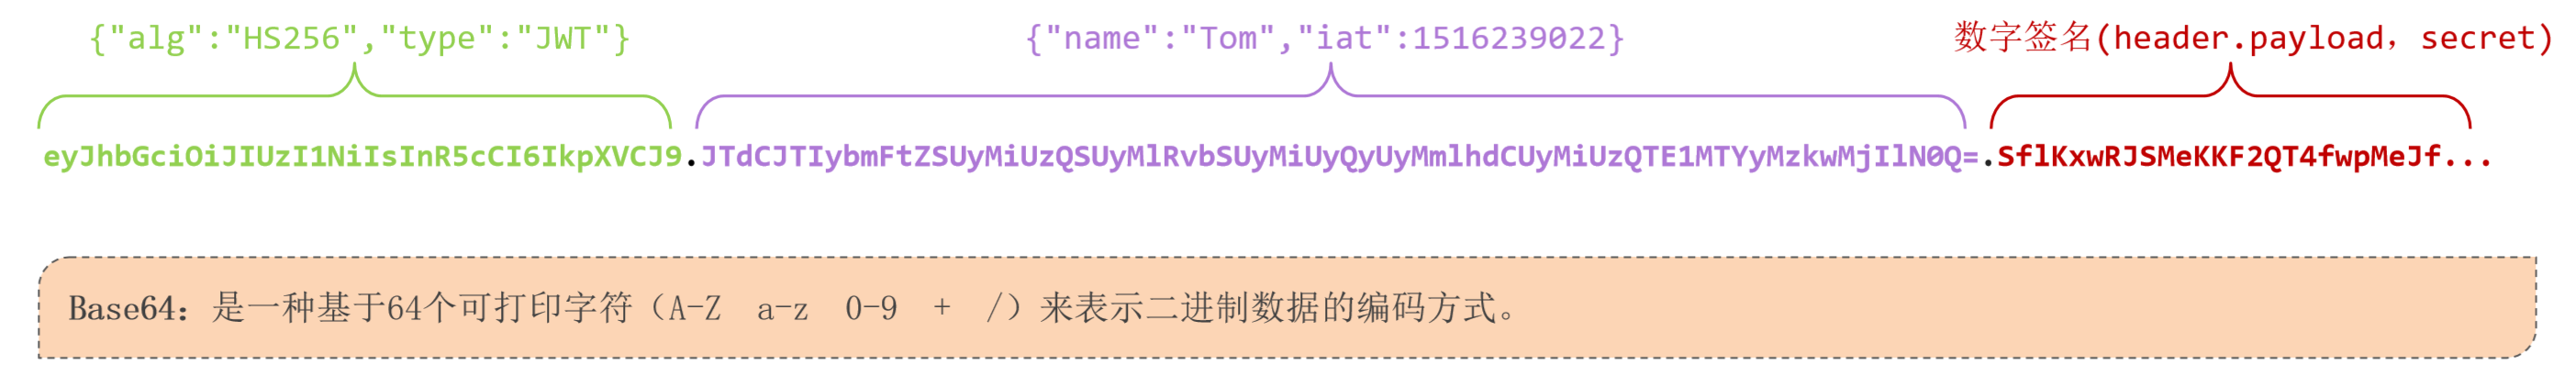 {"alg":"HS256","type":"JWT"} {"name":"Tom","iat":1516239022} 数字签名(header.payload，secret)
eyJhbGciOiJIUzI1NiIsInR5cCI6IkpXVCJ9.JTdCJTIybmFtZSUyMiUzQSUyMlRvbSUyMiUyQyUyMmlhdCUyMiUzQTE1MTYyMzkwMjIlN0Q=.SflKxwRJSMeKKF2QT4fwpMeJf...
Base64：是一种基于64个可打印字符（A-Z a-z 0-9 + /）来表示二进制数据的编码方式。